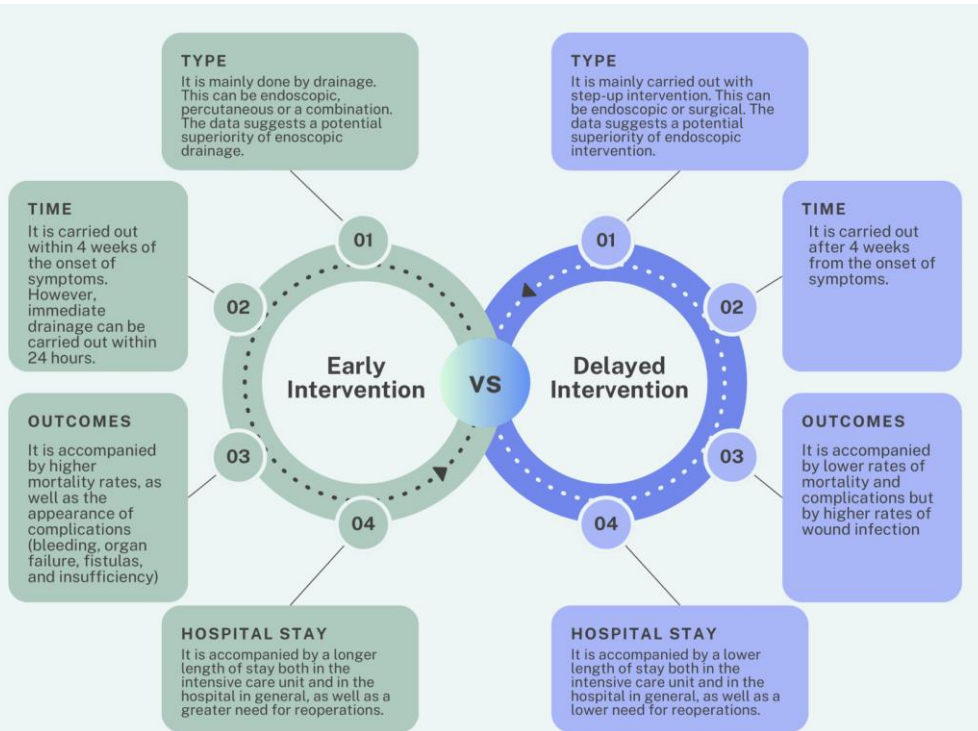 TYPE
It is mainly done by drainage.
This can be endoscopic,
percutaneous or a combination.
The data suggests a potential
superiority of enoscopic
drainage.
TYPE
It is mainly carried out with
step-up intervention. This can
be endoscopic or surgical. The
data suggests a potential
superiority of endoscopic
intervention.
TIME
It is carried out
within 4 weeks of
the onset of
symptoms.
However,
immediate
drainage can be
carried out within
24 hours.
01
02
03
04
Early
Intervention
VS
Delayed
Intervention
01
02
03
04
TIME
It is carried out
after 4 weeks
from the onset of
symptoms.
OUTCOMES
It is accompanied
by higher
mortality rates, as
well as the
appearance of
complications
(bleeding, organ
failure, fistulas,
and insufficiency)
OUTCOMES
It is accompanied
by lower rates of
mortality and
complications but
by higher rates of
wound infection
HOSPITAL STAY
It is accompanied by a longer
length of stay both in the
intensive care unit and in the
hospital in general, as well as a
greater need for reoperations.
HOSPITAL STAY
It is accompanied by a lower
length of stay both in the
intensive care unit and in the
hospital in general, as well as a
lower need for reoperations.